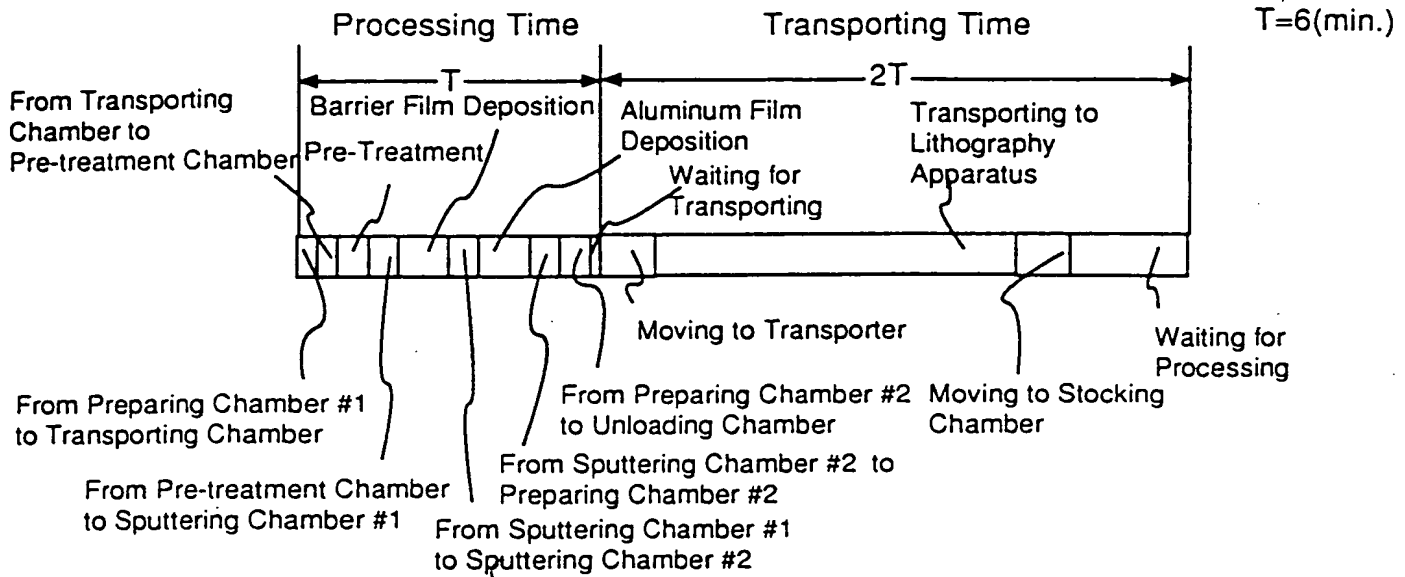 Processing Time
Transporting Time
T=6(min.)
T
2T
From Transporting
Chamber to
Pre-treatment Chamber
Barrier Film Deposition
Pre-Treatment
Aluminum Film
Deposition
Waiting for
Transporting
Transporting to
Lithography
Apparatus
Moving to Transporter
Waiting for
Processing
From Preparing Chamber #1
to Transporting Chamber
From Preparing Chamber #2
to Unloading Chamber
Moving to Stocking
Chamber
From Pre-treatment Chamber
to Sputtering Chamber #1
From Sputtering Chamber #2 to
Preparing Chamber #2
From Sputtering Chamber #1
to Sputtering Chamber #2